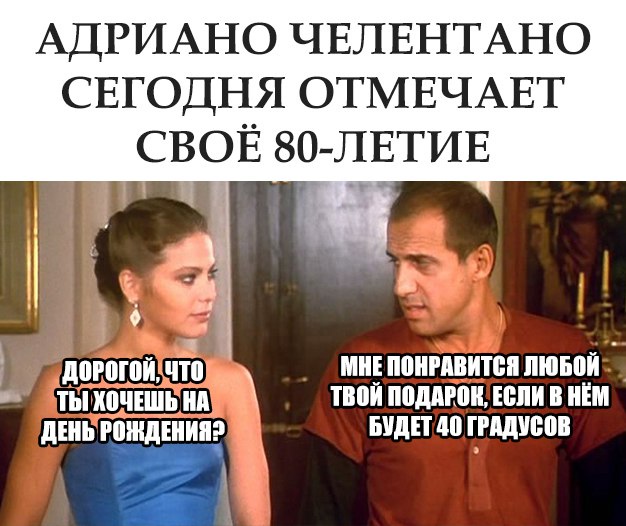 АДРИАНО ЧЕЛЕНТАНО
СЕГОДНЯ ОТМЕЧАЕТ
СВОЁ 80-ЛЕТИЕ
ДОРОГОЙ, ЧТО
ТЫ ХОЧЕШЬ НА
ДЕНЬ РОЖДЕНИЯ?
МНЕ ПОНРАВИТСЯ ЛЮБОЙ
ТВОЙ ПОДАРОК, ЕСЛИ В НЁМ
БУДЕТ 40 ГРАДУСОВ